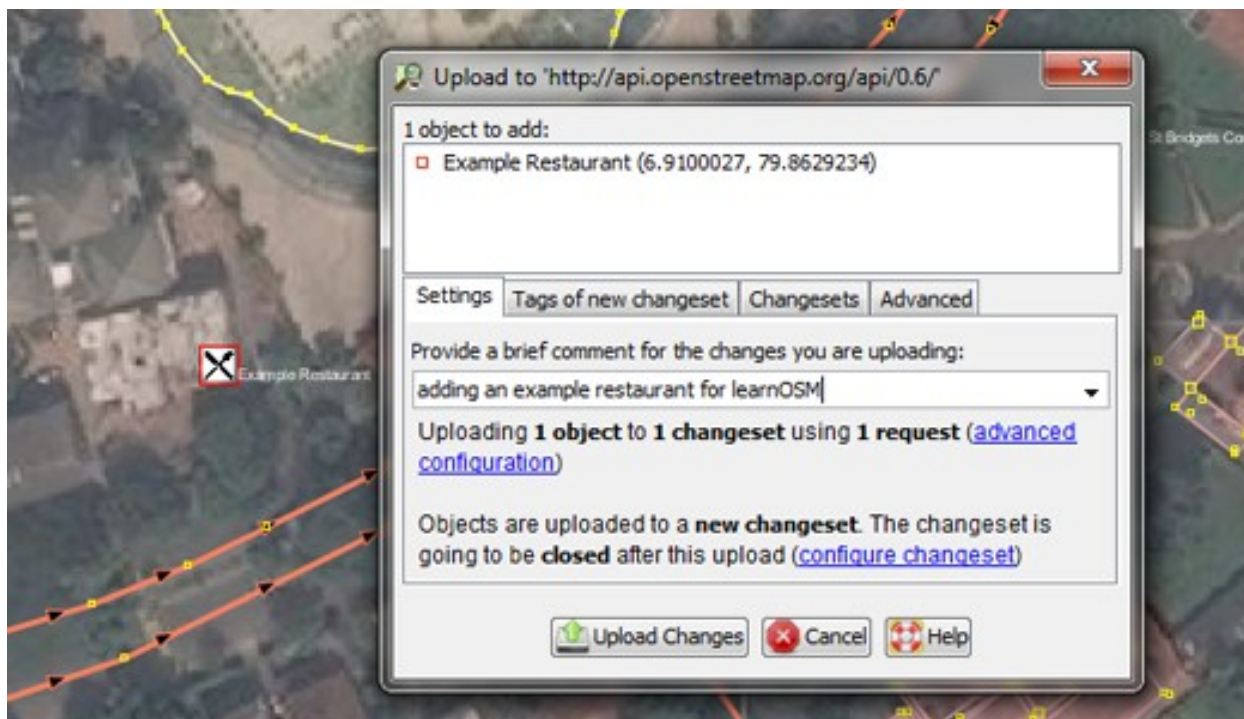 Upload to 'http://api.openstreetmap.org/api/0.6/'
1 object to add:
Example Restaurant (6.9100027, 79.8629234)
Settings Tags of new changeset Changesets Advanced
Provide a brief comment for the changes you are uploading:
adding an example restaurant for learnOSM
Uploading 1 object to 1 changeset using 1 request (advanced
configuration)
Objects are uploaded to a new changeset. The changeset is
going to be closed after this upload (configure changeset)
Upload Changes Cancel Help
Example Restaurant
St Bridgets Co